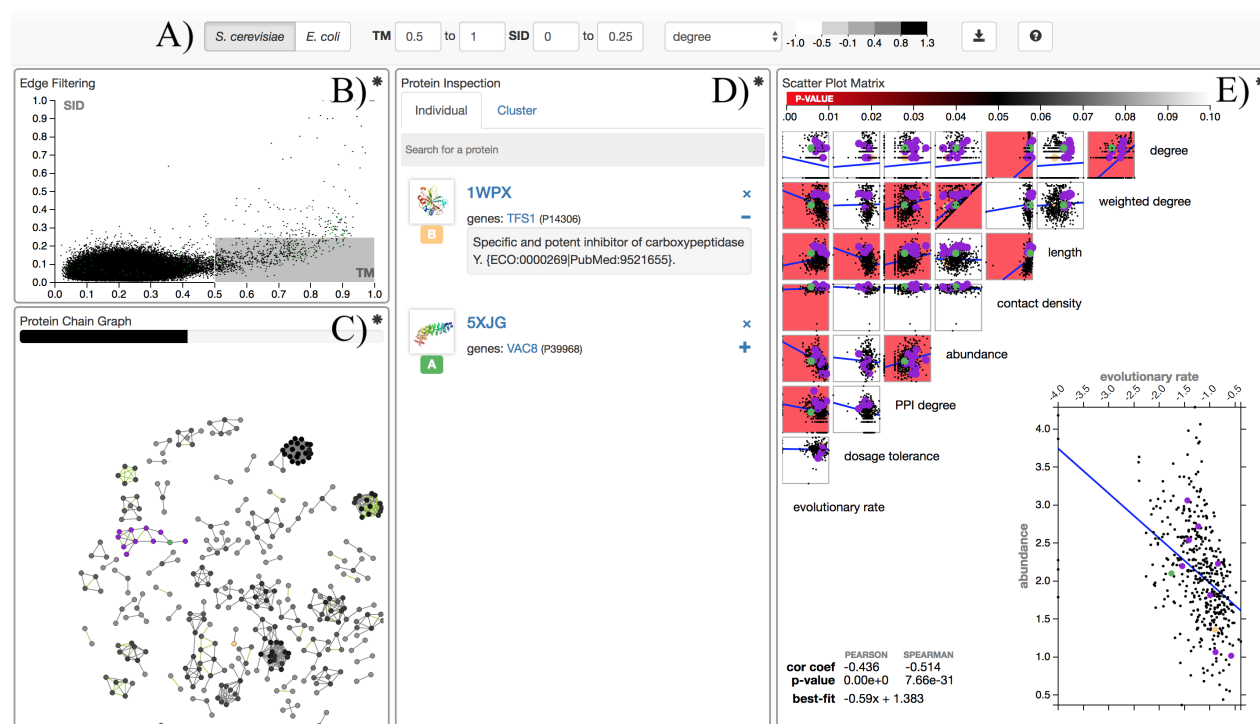 A) S. cerevisiae E. coli TM 0.5 to 1 SID 0 to 0.25 degree -1.0 -0.5 -0.1 0.4 0.8 1.3
Edge Filtering B)
SID
1.0
0.9
0.8
0.7
0.6
0.5
0.4
0.3
0.2
0.1
0.0
TM
0.0 0.1 0.2 0.3 0.4 0.5 0.6 0.7 0.8 0.9 1.0
Protein Chain Graph C)
Protein Inspection D)
Individual Cluster
Search for a protein
1WPX
genes: TFS1 (P14306)
B
Specific and potent inhibitor of carboxypeptidase
Y. {ECO:0000269|PubMed:9521655}.
5XJG
genes: VAC8 (P39968)
A
Scatter Plot Matrix E)
P-VALUE
.00 0.01 0.02 0.03 0.04 0.05 0.06 0.07 0.08 0.09 0.10
degree
weighted degree
length
contact density
abundance
PPI degree
dosage tolerance
evolutionary rate
evolutionary rate
-4.0 -3.5 -3.0 -2.5 -2.0 -1.5 -1.0 -0.5
abundance
4.0
3.5
3.0
2.5
2.0
1.5
1.0
0.5
PEARSON SPEARMAN
cor coef -0.436 -0.514
p-value 0.00e+0 7.66e-31
best-fit -0.59x + 1.383